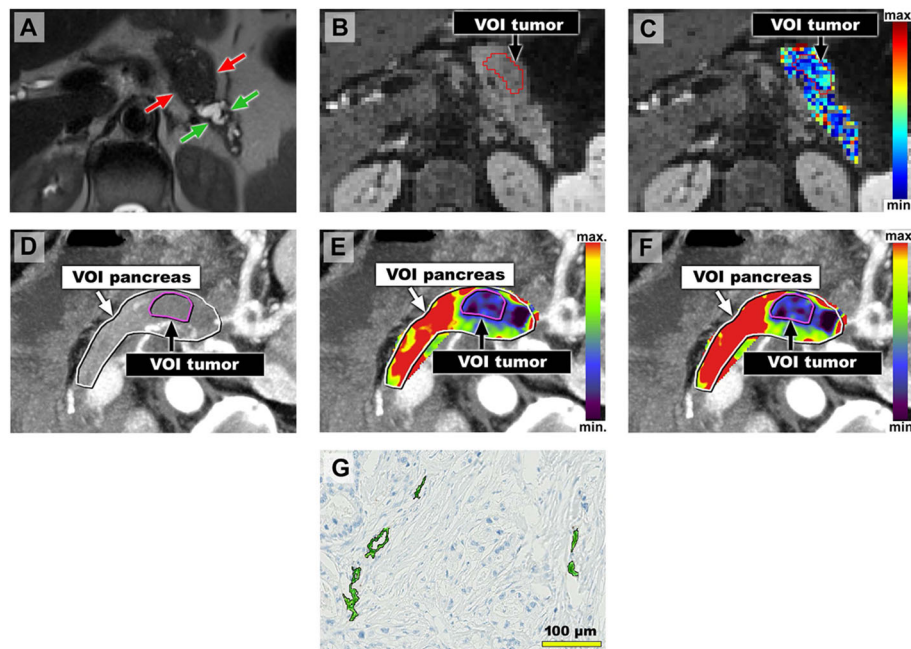 A
B
VOI tumor
C
VOI tumor
max.
min.
D
VOI pancreas
VOI tumor
E
VOI pancreas
VOI tumor
max.
min.
F
VOI pancreas
VOI tumor
max.
min.
G
100 µm